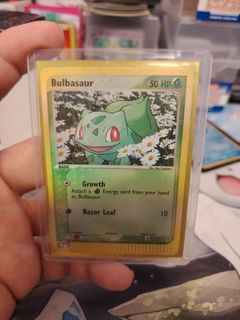 Bulbasaur 50 HP
BASIC
Growth
Attach a Energy card from your hand
to Bulbasaur.
Razor Leaf 10